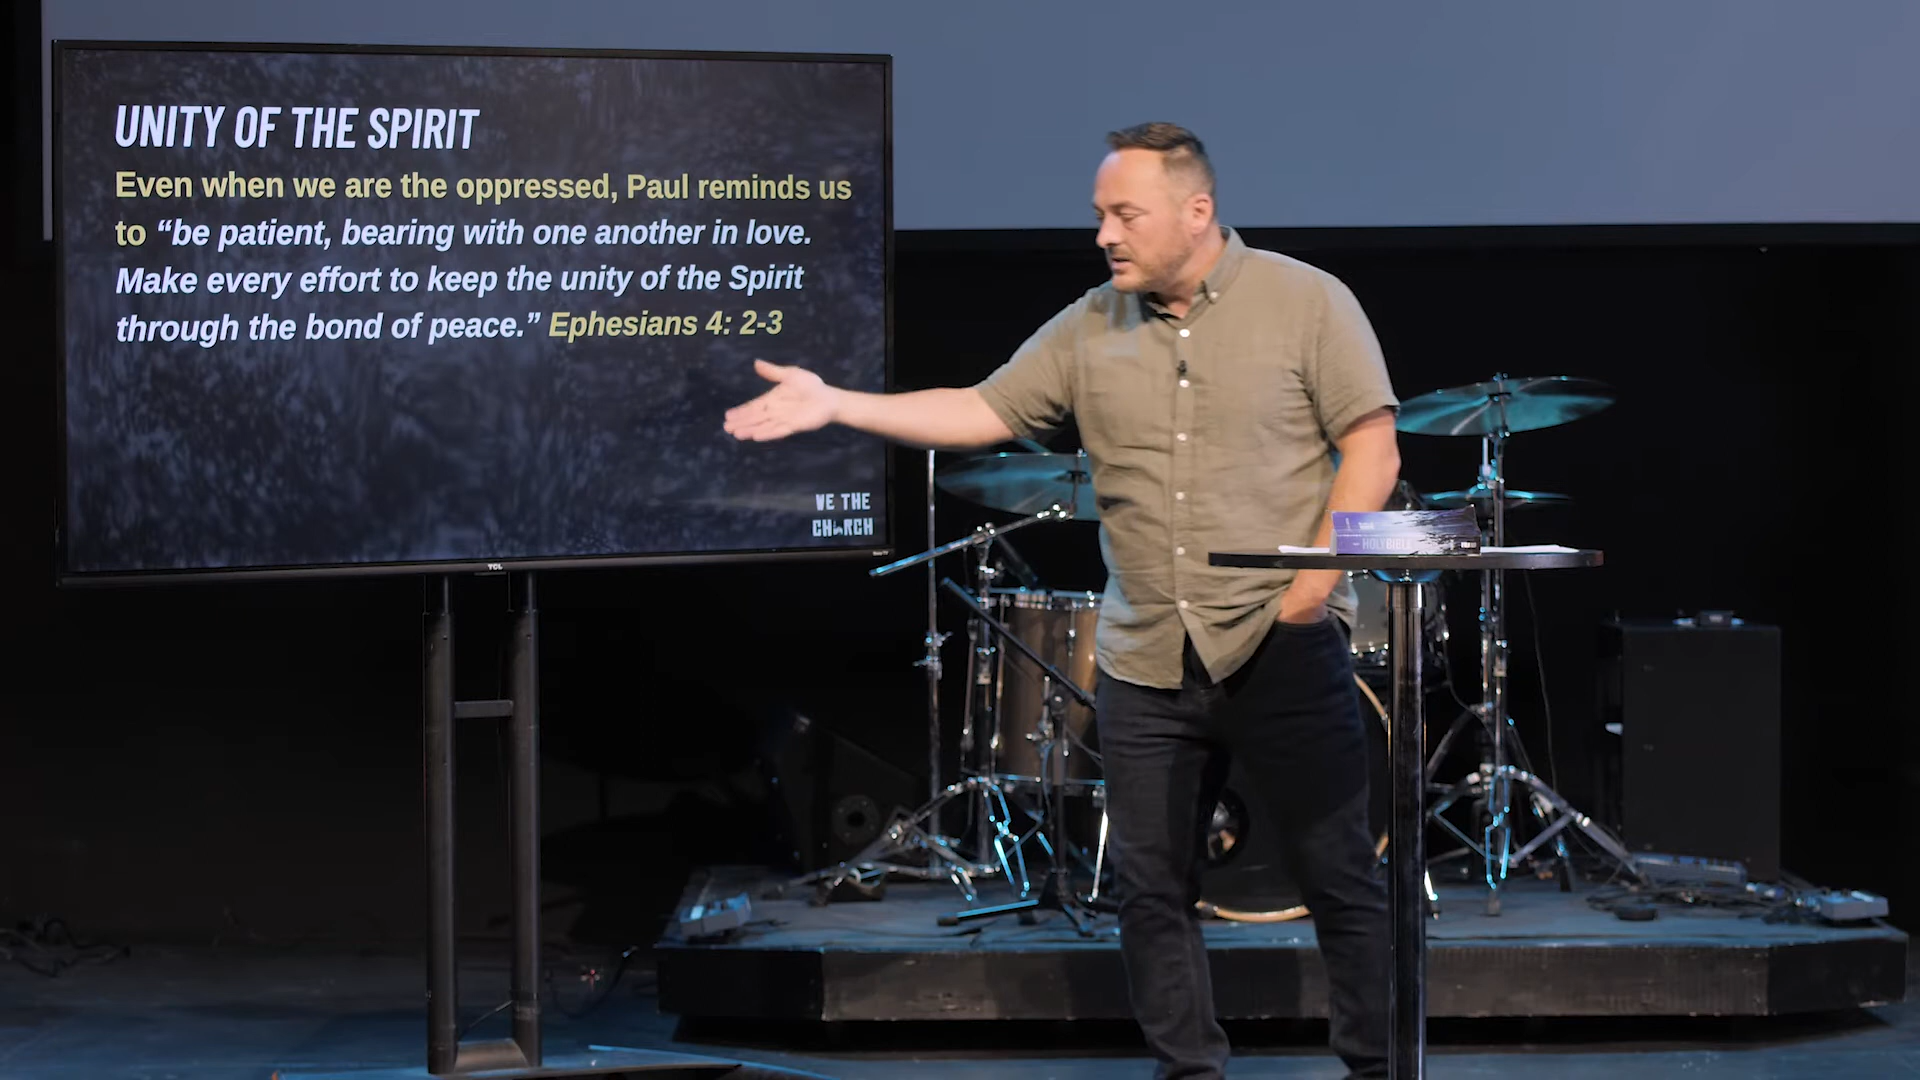 UNITY OF THE SPIRIT
Even when we are the oppressed, Paul reminds us
to “be patient, bearing with one another in love.
Make every effort to keep the unity of the Spirit
through the bond of peace.” Ephesians 4: 2-3
WE THE
CHURCH
TCL
HOLY BIBLE